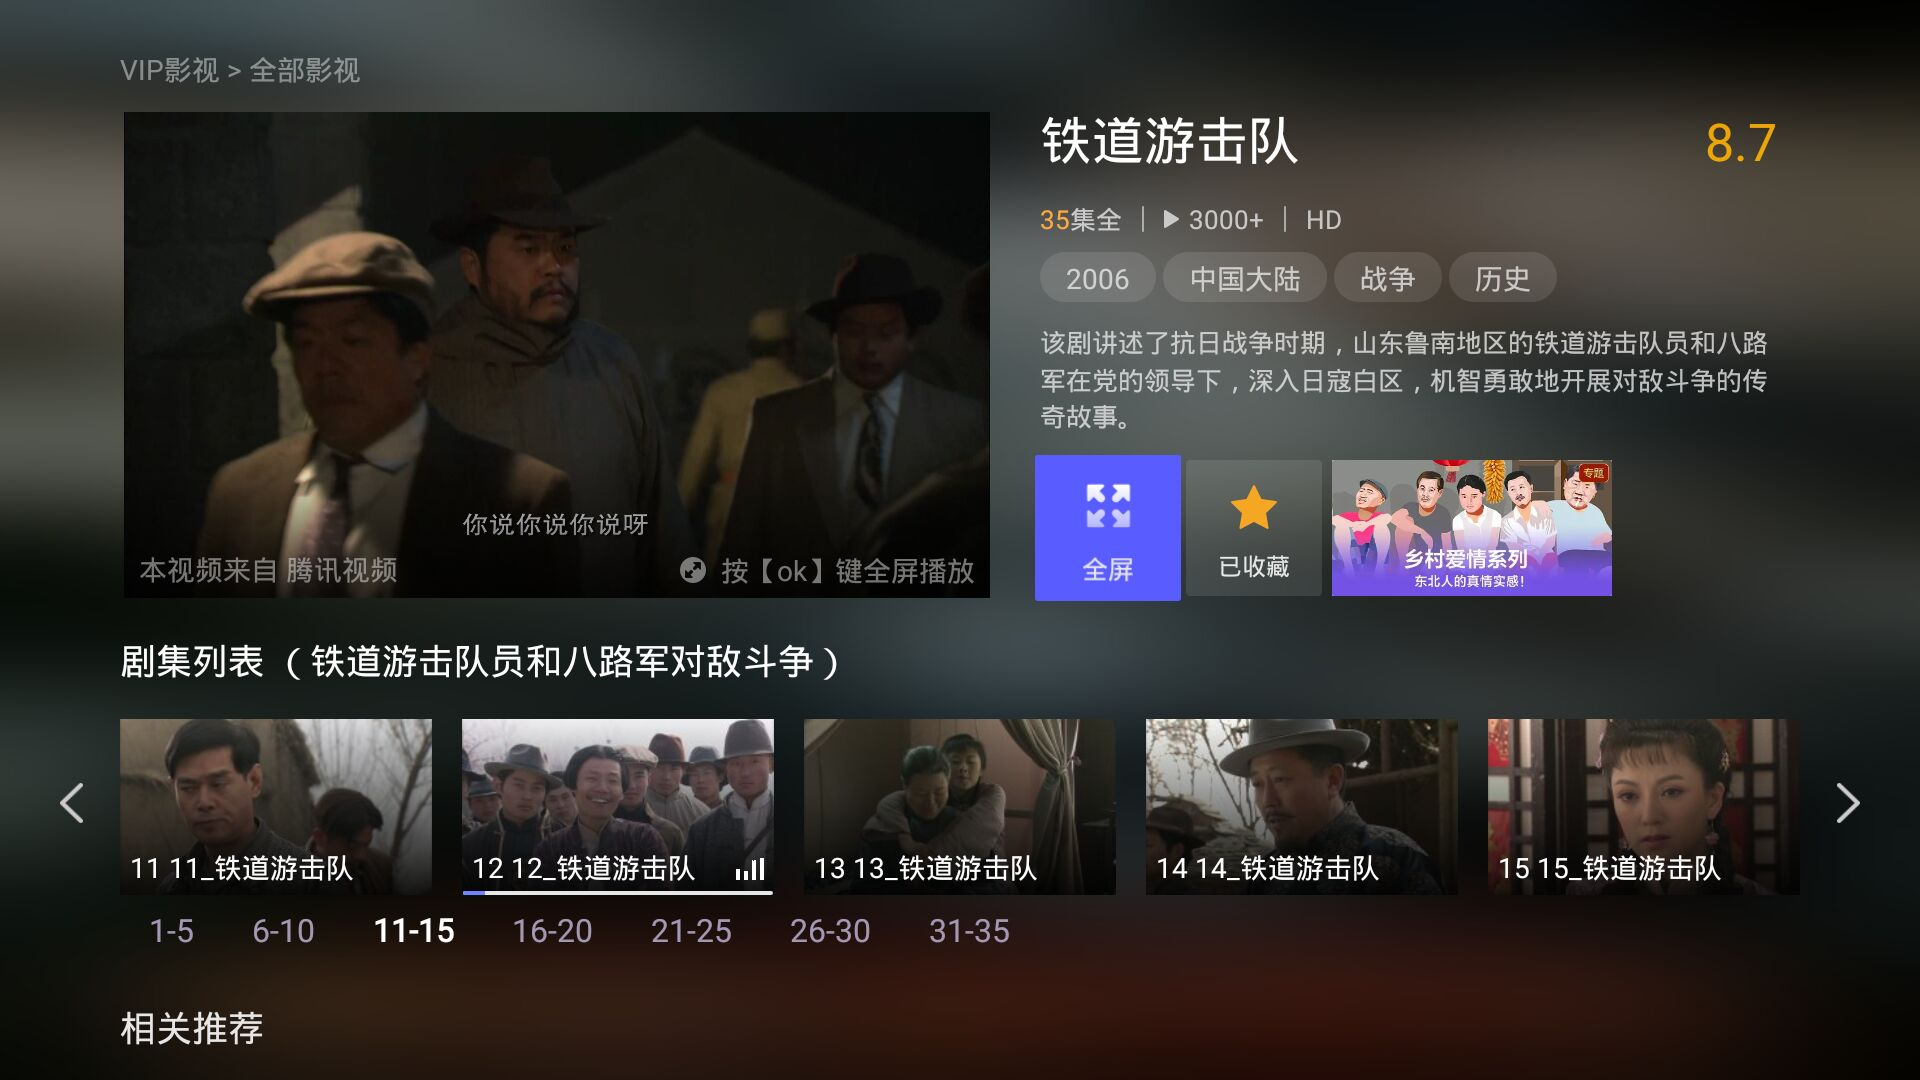 VIP影视 > 全部影视
你说你说你说呀
本视频来自 腾讯视频
按【ok】键全屏播放
铁道游击队
8.7
35集全 | 3000+ | HD
2006 中国大陆 战争 历史
该剧讲述了抗日战争时期，山东鲁南地区的铁道游击队员和八路
军在党的领导下，深入日寇白区，机智勇敢地开展对敌斗争的传
奇故事。
全屏
已收藏
专题
乡村爱情系列
东北人的真情实感！
剧集列表（铁道游击队员和八路军对敌斗争）
11 11_铁道游击队
12 12_铁道游击队
13 13_铁道游击队
14 14_铁道游击队
15 15_铁道游击队
1-5 6-10 11-15 16-20 21-25 26-30 31-35
相关推荐